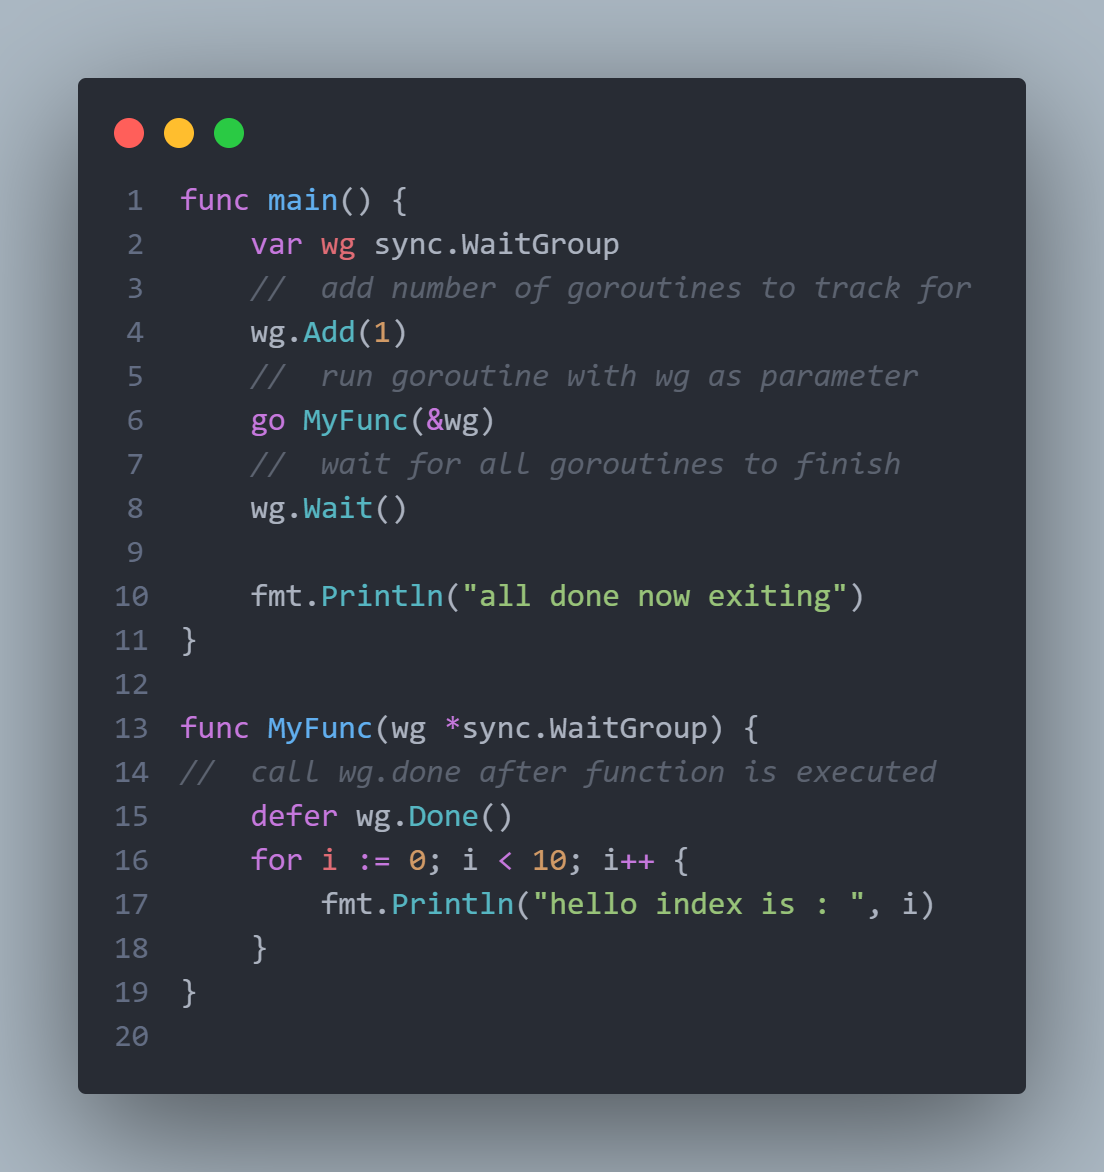 1 func main() {
2     var wg sync.WaitGroup
3     //  add number of goroutines to track for
4     wg.Add(1)
5     //  run goroutine with wg as parameter
6     go MyFunc(&wg)
7     //  wait for all goroutines to finish
8     wg.Wait()
9
10     fmt.Println("all done now exiting")
11 }
12
13 func MyFunc(wg *sync.WaitGroup) {
14 //  call wg.done after function is executed
15     defer wg.Done()
16     for i := 0; i < 10; i++ {
17         fmt.Println("hello index is : ", i)
18     }
19 }
20